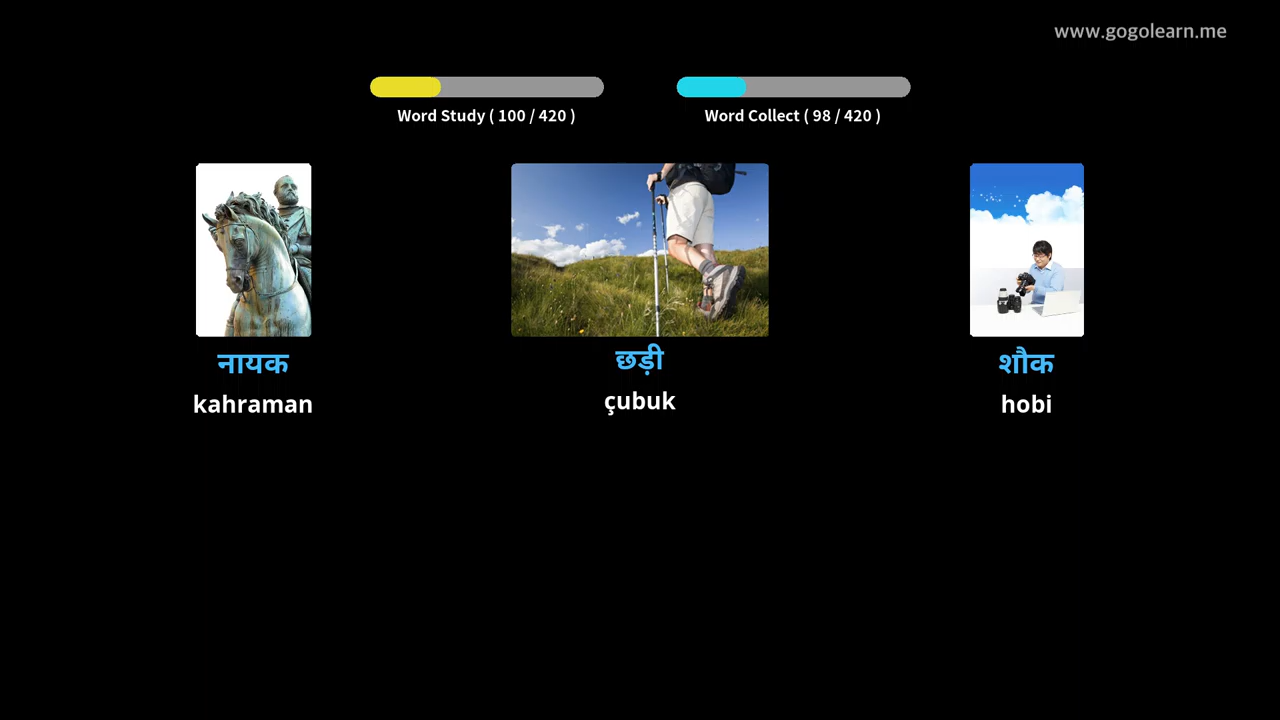 www.gogolearn.me
Word Study ( 100 / 420 )
Word Collect ( 98 / 420 )
नायक
kahraman
छड़ी
çubuk
शौक
hobi